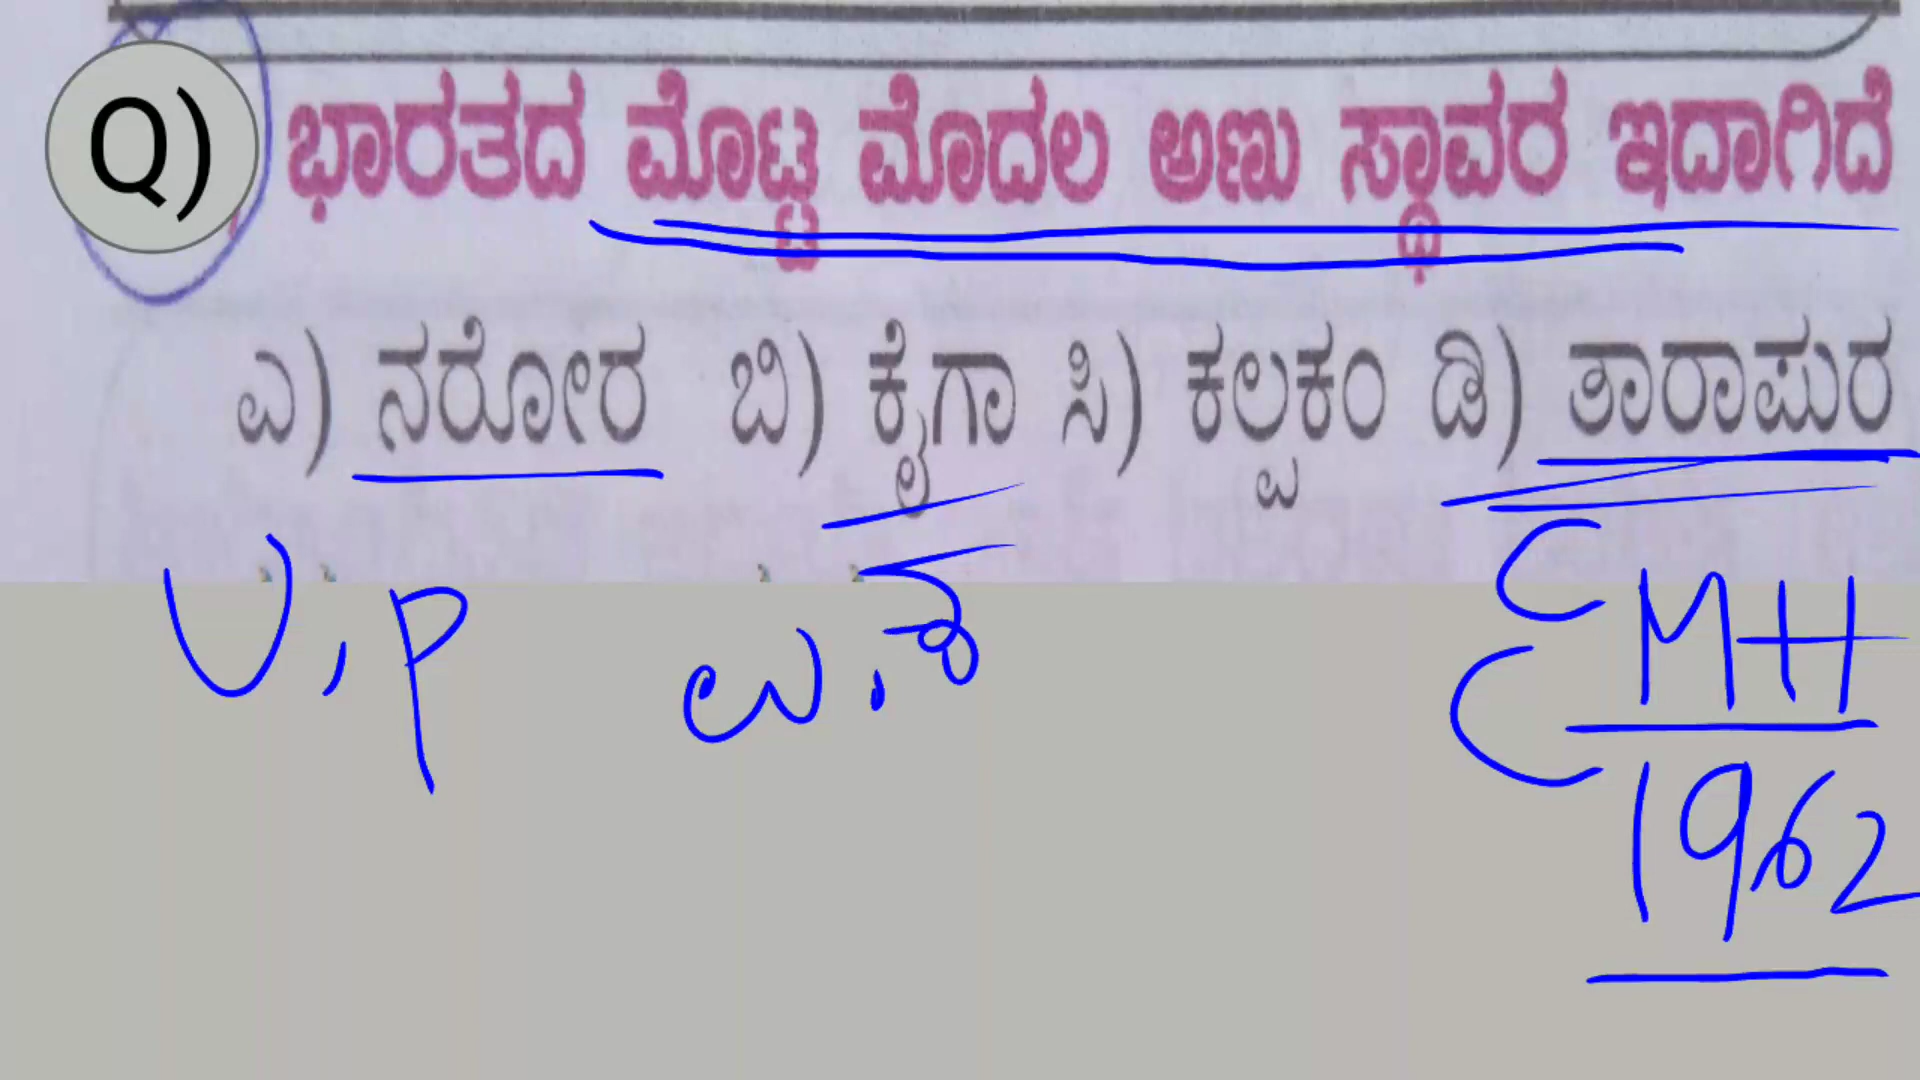 Q) ಭಾರತದ ಮೊಟ್ಟ ಮೊದಲ ಅಣು ಸ್ಥಾವರ ಇದಾಗಿದೆ
ಎ) ನರೋರ ಬಿ) ಕೈಗಾ ಸಿ) ಕಲ್ಪಕಂ ಡಿ) ತಾರಾಪುರ
U,P MH
1962